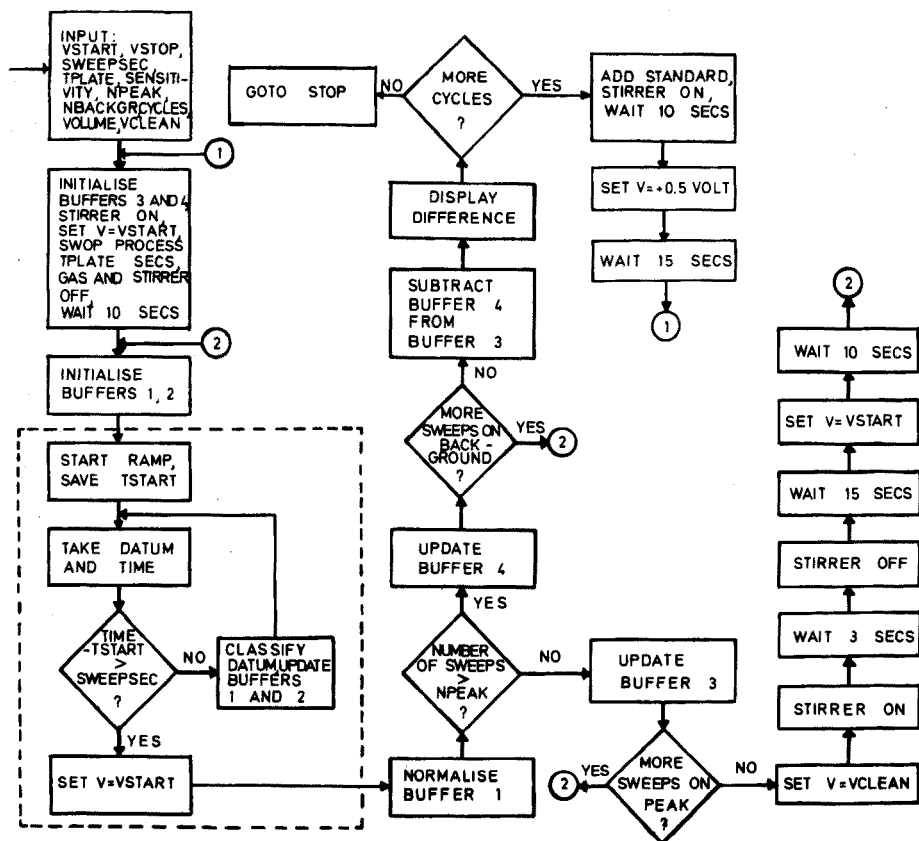 INPUT:
VSTART, VSTOP,
SWEEPSEC,
TPLATE, SENSITI-
VITY, NPEAK,
NBACKGR,CYCLES,
VOLUME,VCLEAN
1
INITIALISE
BUFFERS 3 AND 4,
STIRRER ON,
SET V=VSTART,
SWOP PROCESS
TPLATE SECS,
GAS AND STIRRER
OFF,
WAIT 10 SECS
2
INITIALISE
BUFFERS 1, 2
START RAMP,
SAVE TSTART
TAKE DATUM
AND TIME
TIME
-TSTART
>
SWEEPSEC
?
NO
CLASSIFY
DATUM,UPDATE
BUFFERS
1 AND 2
YES
SET V=VSTART
NORMALISE
BUFFER 1
NUMBER
OF SWEEPS
>
NPEAK
?
YES
NO
UPDATE
BUFFER 4
MORE
SWEEPS ON
BACK -
GROUND
?
YES
2
NO
SUBTRACT
BUFFER 4
FROM
BUFFER 3
DISPLAY
DIFFERENCE
MORE
CYCLES
?
NO
GOTO STOP
YES
ADD STANDARD,
STIRRER ON,
WAIT 10 SECS
SET V=+0.5 VOLT
WAIT 15 SECS
1
UPDATE
BUFFER 3
MORE
SWEEPS ON
PEAK
?
YES
2
NO
SET V=VCLEAN
STIRRER ON
WAIT 3 SECS
STIRRER OFF
WAIT 15 SECS
SET V=VSTART
WAIT 10 SECS
2